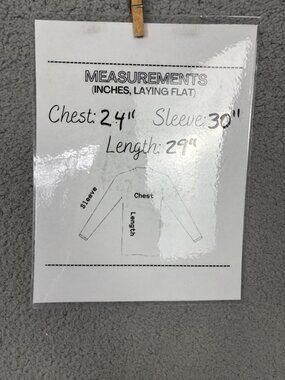 MEASUREMENTS
(INCHES, LAYING FLAT)
Chest: 24" Sleeve: 30"
Length: 29"
Sleeve
Chest
Length